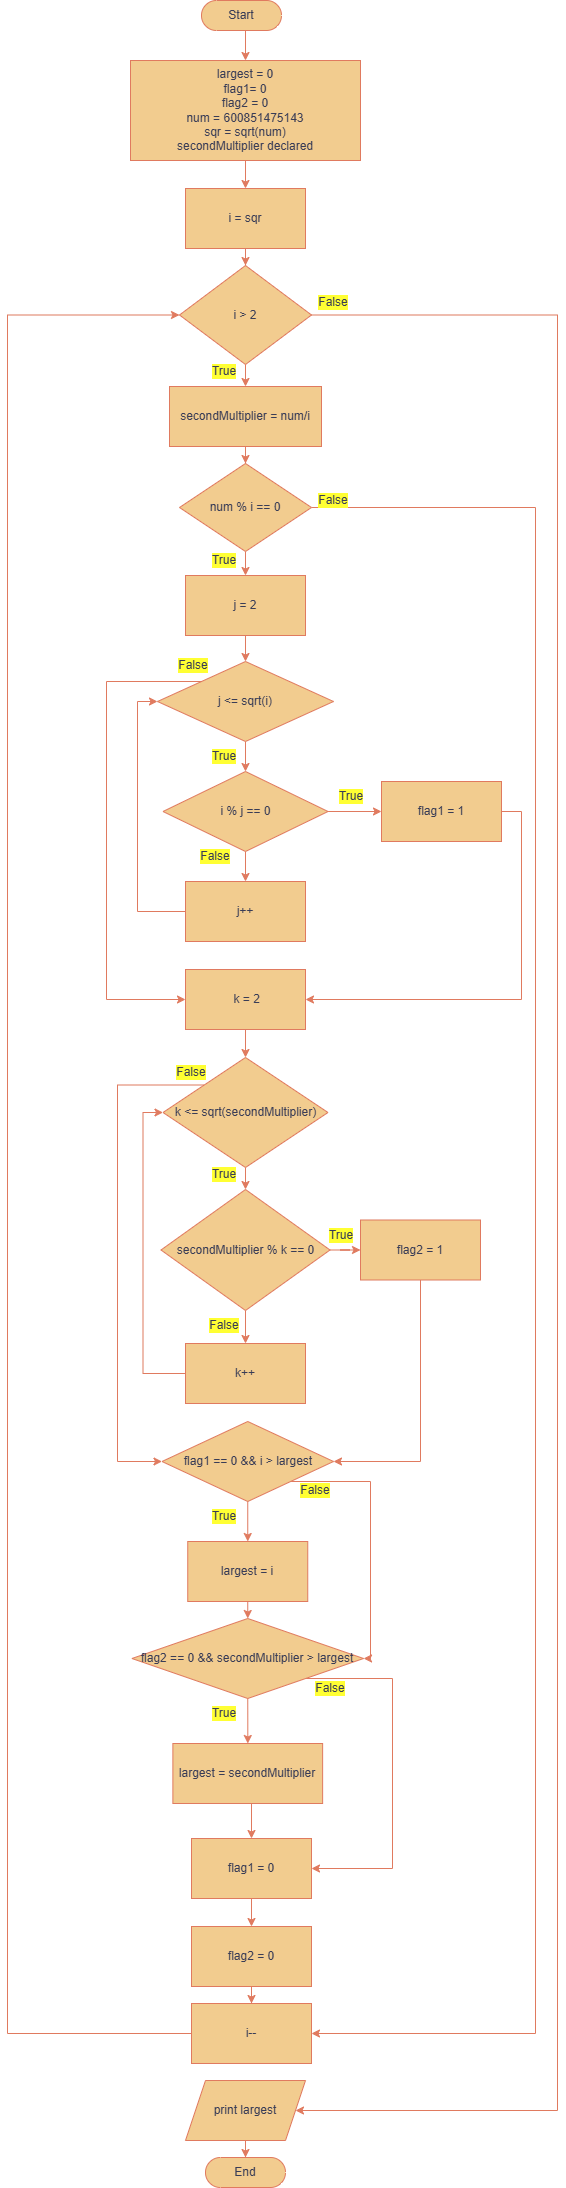 Start
largest = 0
flag1= 0
flag2 = 0
num = 600851475143
sqr = sqrt(num)
secondMultiplier declared
i = sqr
i > 2
False
True
secondMultiplier = num/i
num % i == 0
False
True
j = 2
False
j <= sqrt(i)
True
i % j == 0
True
flag1 = 1
False
j++
k = 2
False
k <= sqrt(secondMultiplier)
True
secondMultiplier % k == 0
True
flag2 = 1
False
k++
flag1 == 0 && i > largest
False
True
largest = i
flag2 == 0 && secondMultiplier > largest
False
True
largest = secondMultiplier
flag1 = 0
flag2 = 0
i--
print largest
End